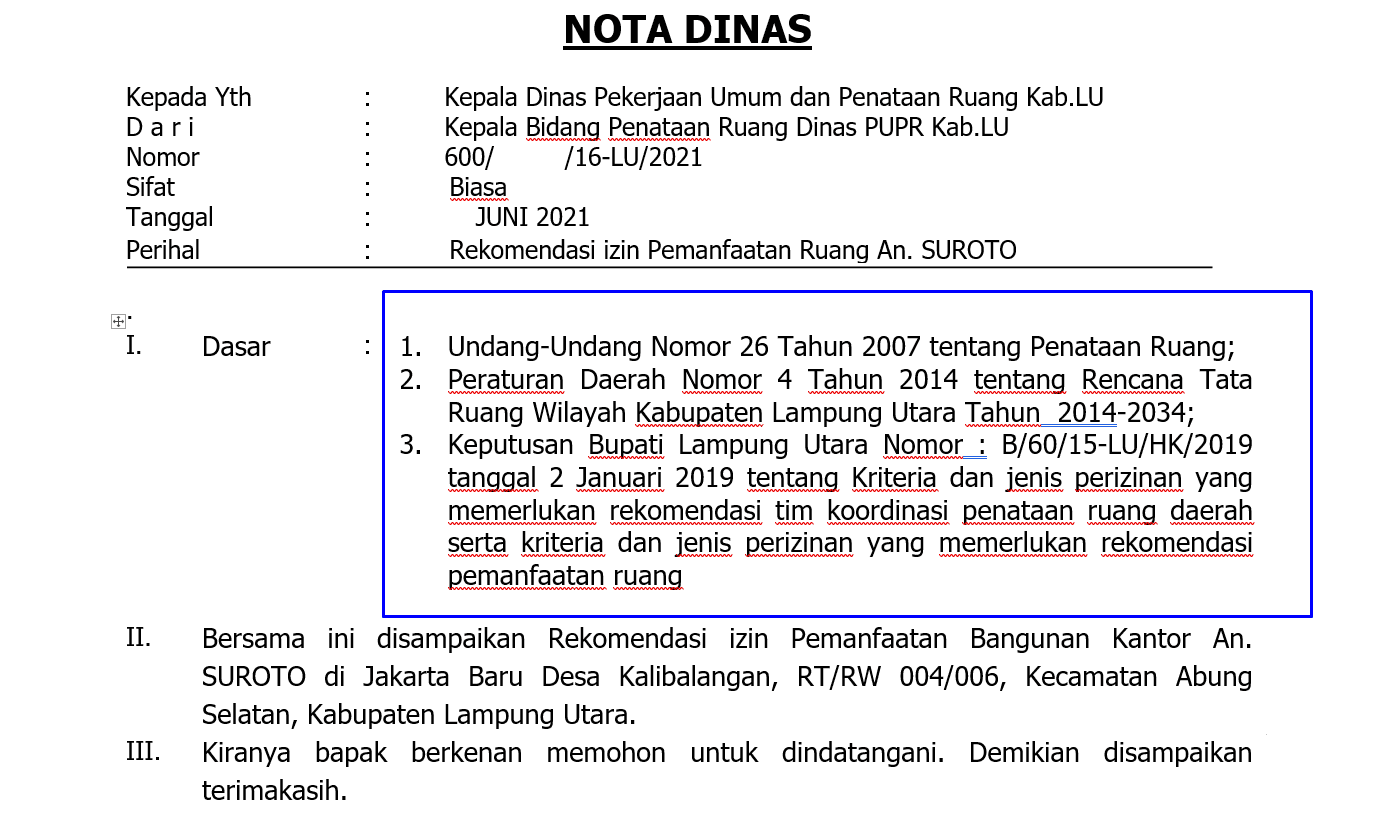 NOTA DINAS
Kepada Yth : Kepala Dinas Pekerjaan Umum dan Penataan Ruang Kab.LU
D a r i : Kepala Bidang Penataan Ruang Dinas PUPR Kab.LU
Nomor : 600/ /16-LU/2021
Sifat : Biasa
Tanggal : JUNI 2021
Perihal : Rekomendasi izin Pemanfaatan Ruang An. SUROTO
.
I. Dasar : 1. Undang-Undang Nomor 26 Tahun 2007 tentang Penataan Ruang;
2. Peraturan Daerah Nomor 4 Tahun 2014 tentang Rencana Tata
Ruang Wilayah Kabupaten Lampung Utara Tahun 2014-2034;
3. Keputusan Bupati Lampung Utara Nomor : B/60/15-LU/HK/2019
tanggal 2 Januari 2019 tentang Kriteria dan jenis perizinan yang
memerlukan rekomendasi tim koordinasi penataan ruang daerah
serta kriteria dan jenis perizinan yang memerlukan rekomendasi
pemanfaatan ruang
II. Bersama ini disampaikan Rekomendasi izin Pemanfaatan Bangunan Kantor An.
SUROTO di Jakarta Baru Desa Kalibalangan, RT/RW 004/006, Kecamatan Abung
Selatan, Kabupaten Lampung Utara.
III. Kiranya bapak berkenan memohon untuk dindatangani. Demikian disampaikan
terimakasih.